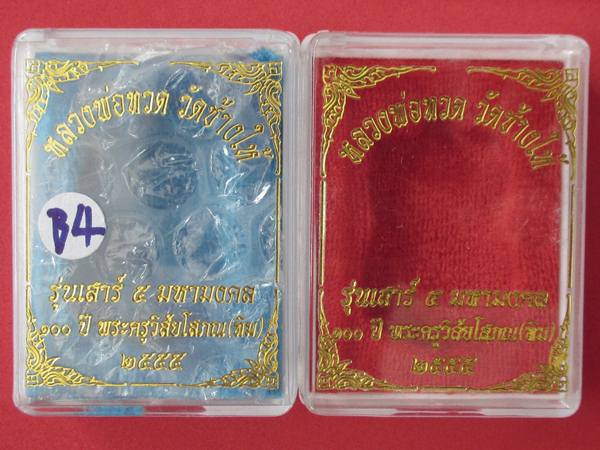 หลวงพ่อทวด วัดช้างให้
B4
รุ่นเสาร์ ๕ มหามงคล
๑๐๐ ปี พระครูวิสัยโสภณ(ทิม)
๒๕๕๕
หลวงพ่อทวด วัดช้างให้
รุ่นเสาร์ ๕ มหามงคล
๑๐๐ ปี พระครูวิสัยโสภณ(ทิม)
๒๕๕๕